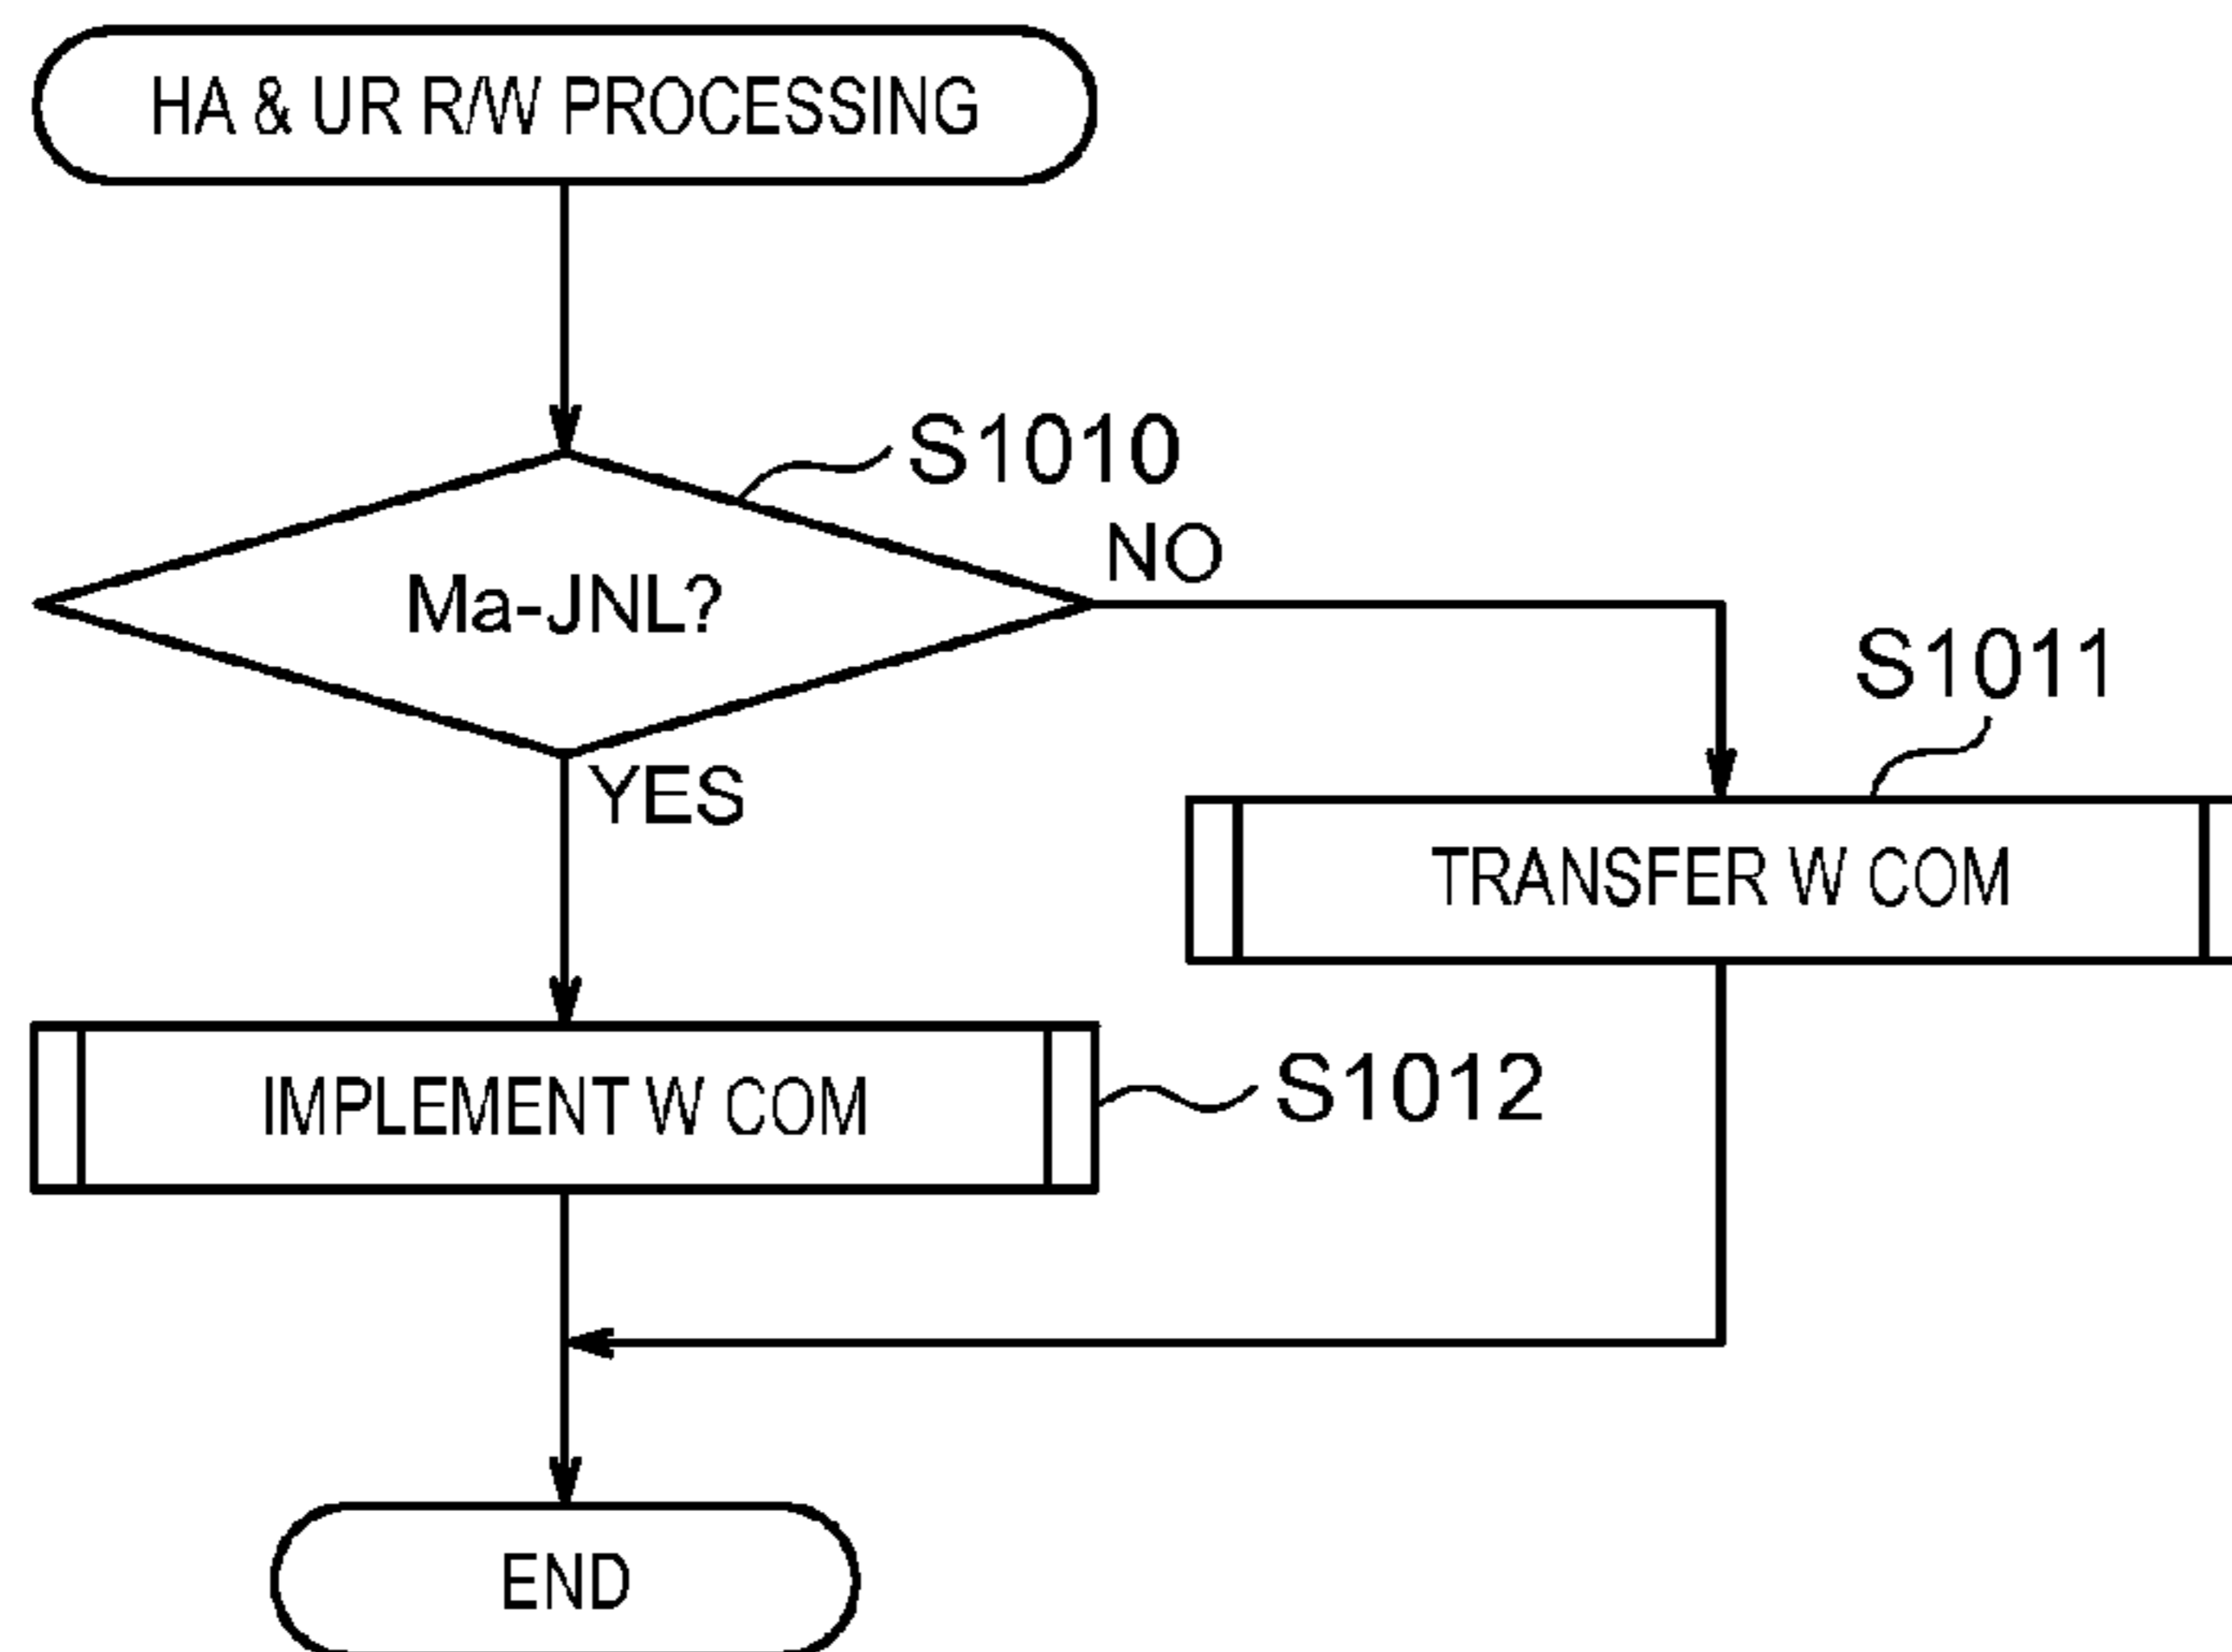 HA & UR R/W PROCESSING
S1010
Ma-JNL?
NO
YES
S1011
TRANSFER W COM
IMPLEMENT W COM
S1012
END